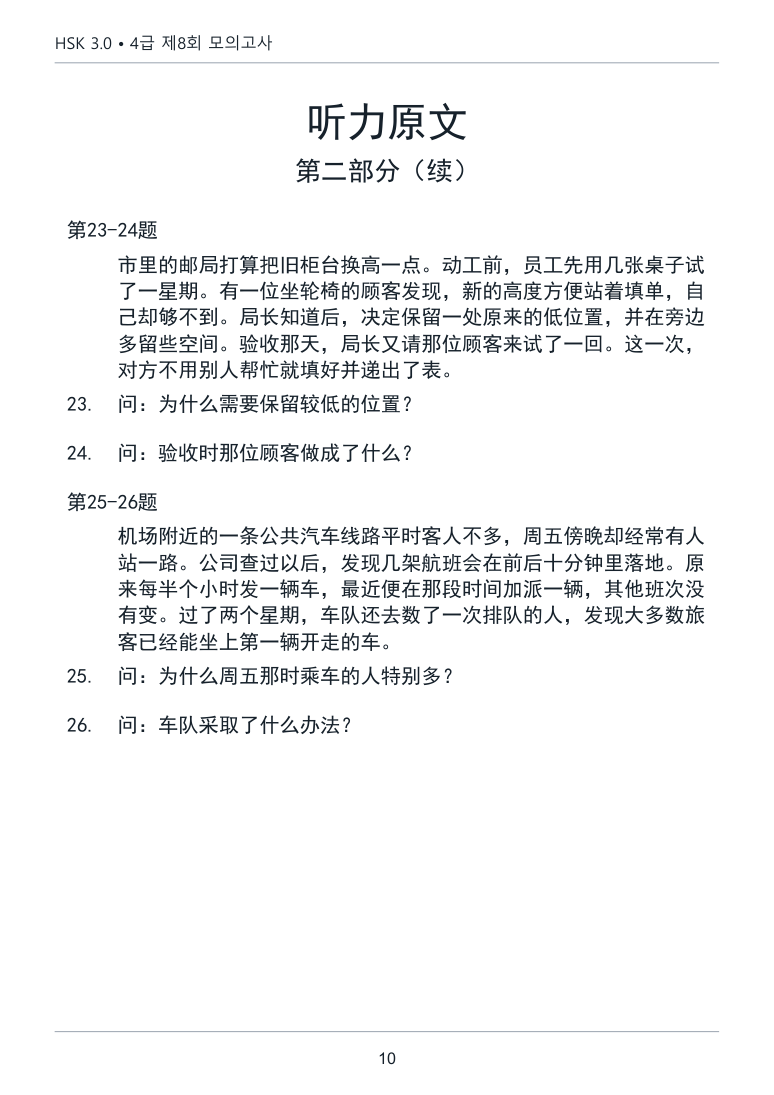 HSK 3.0 • 4급 제8회 모의고사
听力原文
第二部分（续）
第23-24题
市里的邮局打算把旧柜台换高一点。动工前，员工先用几张桌子试
了一星期。有一位坐轮椅的顾客发现，新的高度方便站着填单，自
己却够不到。局长知道后，决定保留一处原来的低位置，并在旁边
多留些空间。验收那天，局长又请那位顾客来试了一回。这一次，
对方不用别人帮忙就填好并递出了表。
23. 问：为什么需要保留较低的位置？
24. 问：验收时那位顾客做成了什么？
第25-26题
机场附近的一条公共汽车线路平时客人不多，周五傍晚却经常有人
站一路。公司查过以后，发现几架航班会在前后十分钟里落地。原
来每半个小时发一辆车，最近便在那段时间加派一辆，其他班次没
有变。过了两个星期，车队还去数了一次排队的人，发现大多数旅
客已经能坐上第一辆开走的车。
25. 问：为什么周五那时乘车的人特别多？
26. 问：车队采取了什么办法？
10